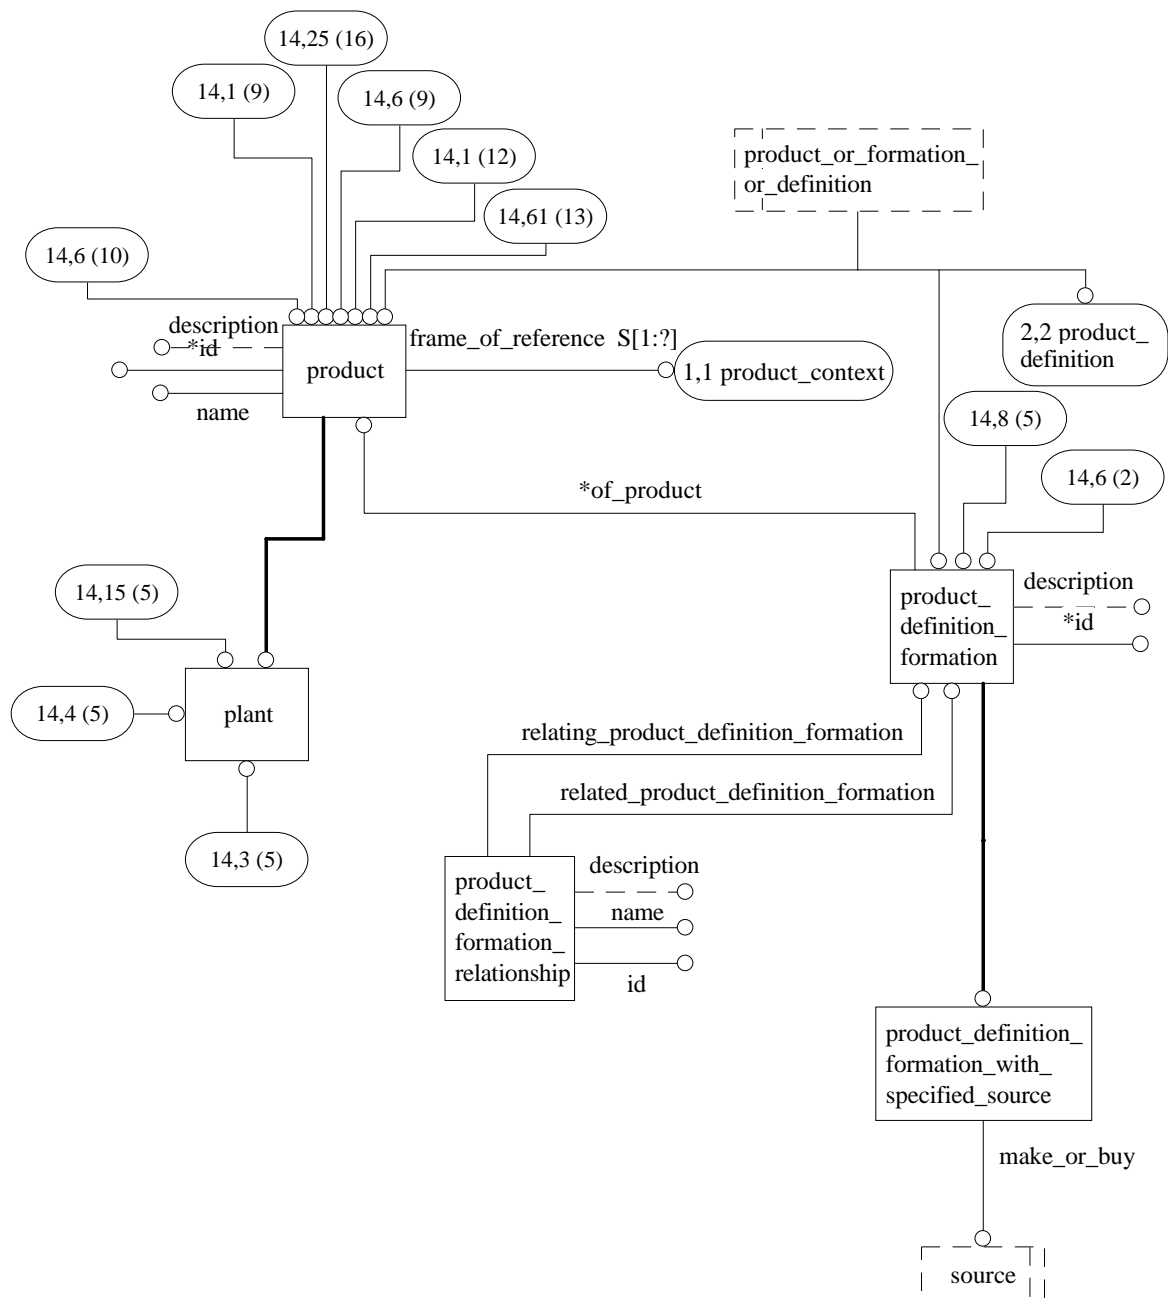 14,25 (16)
14,1 (9)
14,6 (9)
14,1 (12)
product_or_formation_
or_definition
14,61 (13)
14,6 (10)
description
*id
frame_of_reference S[1:?]
product
1,1 product_context
name
2,2 product_
definition
14,8 (5)
14,6 (2)
*of_product
14,15 (5)
product_
definition_
formation
description
*id
14,4 (5)
plant
relating_product_definition_formation
related_product_definition_formation
14,3 (5)
product_
definition_
formation_
relationship
description
name
id
product_definition_
formation_with_
specified_source
make_or_buy
source